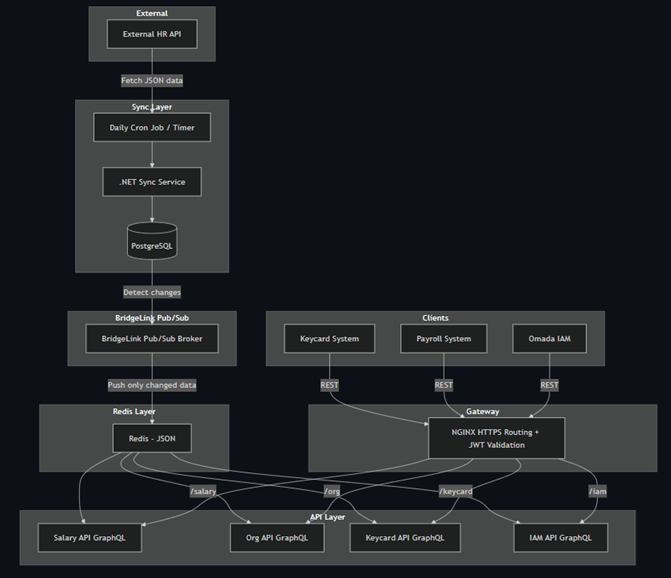 External
External HR API
Fetch JSON data
Sync Layer
Daily Cron Job / Timer
.NET Sync Service
PostgreSQL
Detect changes
BridgeLink Pub/Sub
BridgeLink Pub/Sub Broker
Clients
Keycard System
Payroll System
Omada IAM
Push only changed data
REST
REST
REST
Redis Layer
Redis - JSON
Gateway
NGINX HTTPS Routing +
JWT Validation
/salary
/org
/keycard
/iam
API Layer
Salary API GraphQL
Org API GraphQL
Keycard API GraphQL
IAM API GraphQL